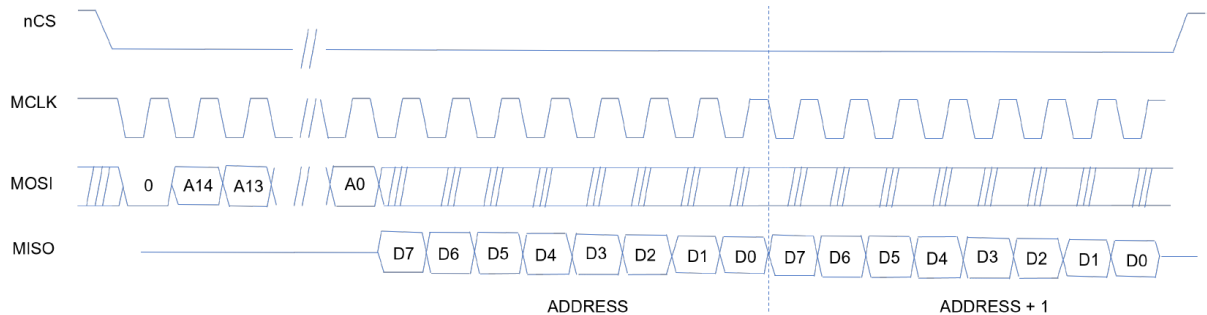 nCS
MCLK
MOSI 0 A14 A13 A0
MISO D7 D6 D5 D4 D3 D2 D1 D0 D7 D6 D5 D4 D3 D2 D1 D0
ADDRESS ADDRESS + 1